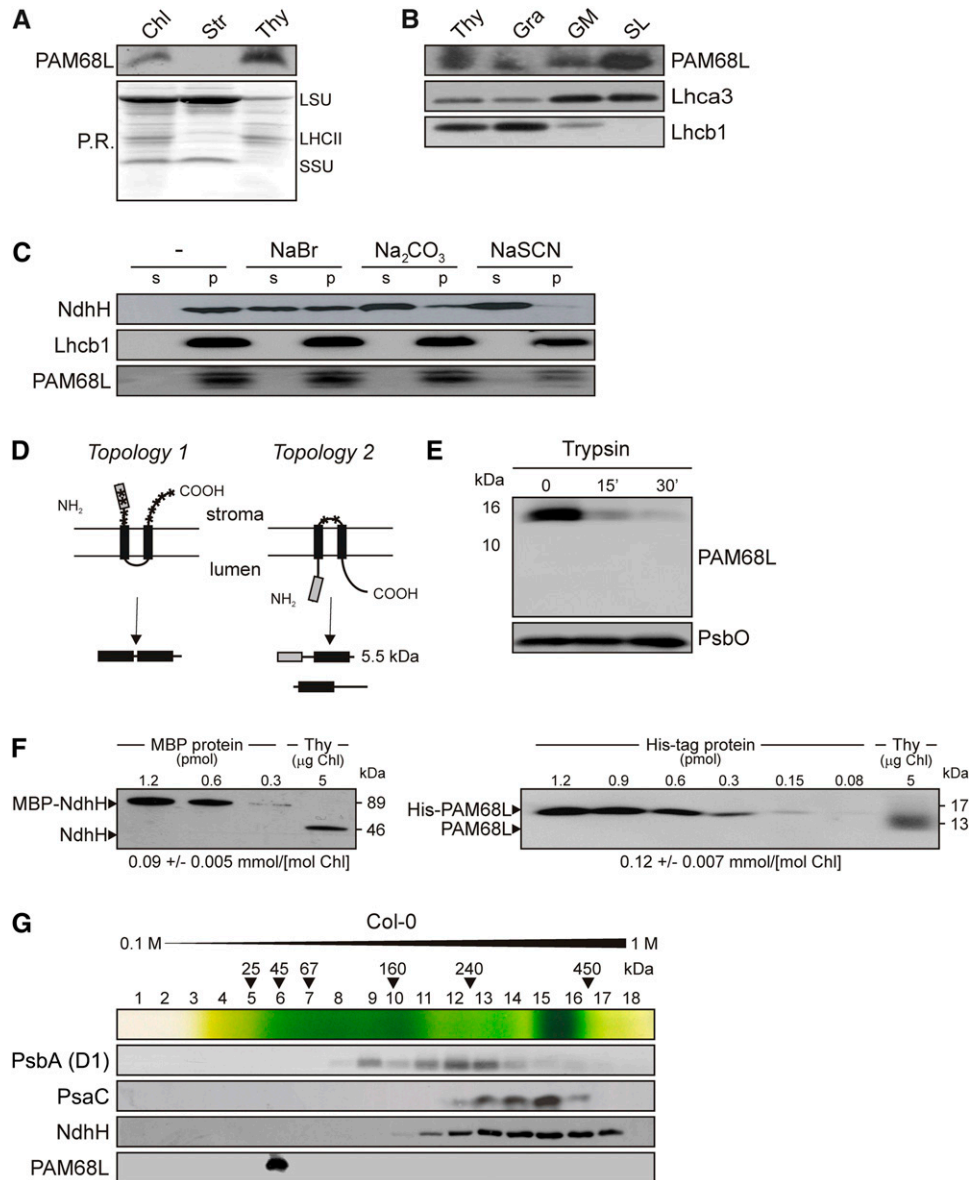 A
Chl Str Thy
PAM68L
P.R.
LSU
LHCII
SSU
B
Thy Gra GM SL
PAM68L
Lhca3
Lhcb1
C
- NaBr Na₂CO₃ NaSCN
s p s p s p s p
NdhH
Lhcb1
PAM68L
D
Topology 1 Topology 2
NH₂ COOH
stroma
lumen
NH₂ COOH
5.5 kDa
E
Trypsin
kDa 0 15' 30'
16
10
PAM68L
PsbO
F
MBP protein Thy
(pmol) (µg Chl)
1.2 0.6 0.3 5 kDa
MBP-NdhH 89
NdhH 46
0.09 +/- 0.005 mmol/[mol Chl]
His-tag protein Thy
(pmol) (µg Chl)
1.2 0.9 0.6 0.3 0.15 0.08 5 kDa
His-PAM68L 17
PAM68L 13
0.12 +/- 0.007 mmol/[mol Chl]
G
Col-0
0.1 M 1 M
25 45 67 160 240 450 kDa
1 2 3 4 5 6 7 8 9 10 11 12 13 14 15 16 17 18
PsbA (D1)
PsaC
NdhH
PAM68L